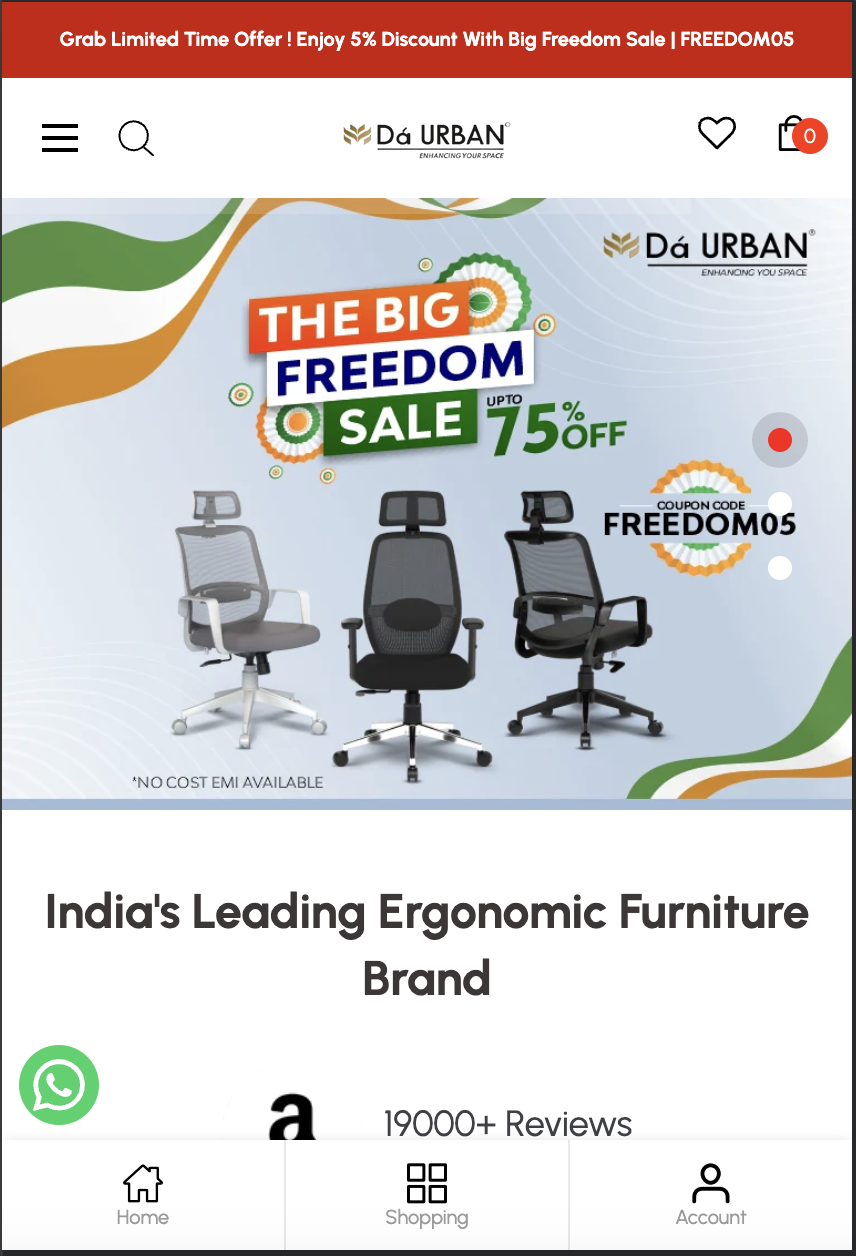 Grab Limited Time Offer ! Enjoy 5% Discount With Big Freedom Sale | FREEDOM05
Dá URBAN©
ENHANCING YOUR SPACE
0
Dá URBAN®
ENHANCING YOU SPACE
THE BIG
FREEDOM
SALE
UPTO
75% OFF
COUPON CODE
FREEDOM05
*NO COST EMI AVAILABLE
India's Leading Ergonomic Furniture
Brand
a
19000+ Reviews
Home
Shopping
Account